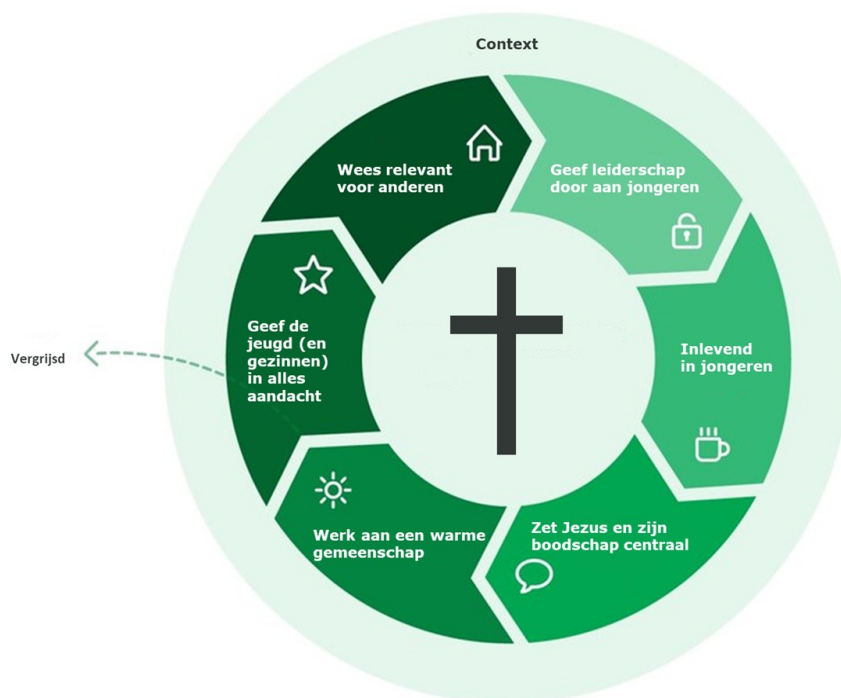 Context
Geef leiderschap
door aan jongeren
Inlevend
in jongeren
Zet Jezus en zijn
boodschap centraal
Werk aan een warme
gemeenschap
Geef de
jeugd (en
gezinnen)
in alles
aandacht
Wees relevant
voor anderen
Vergrijsd